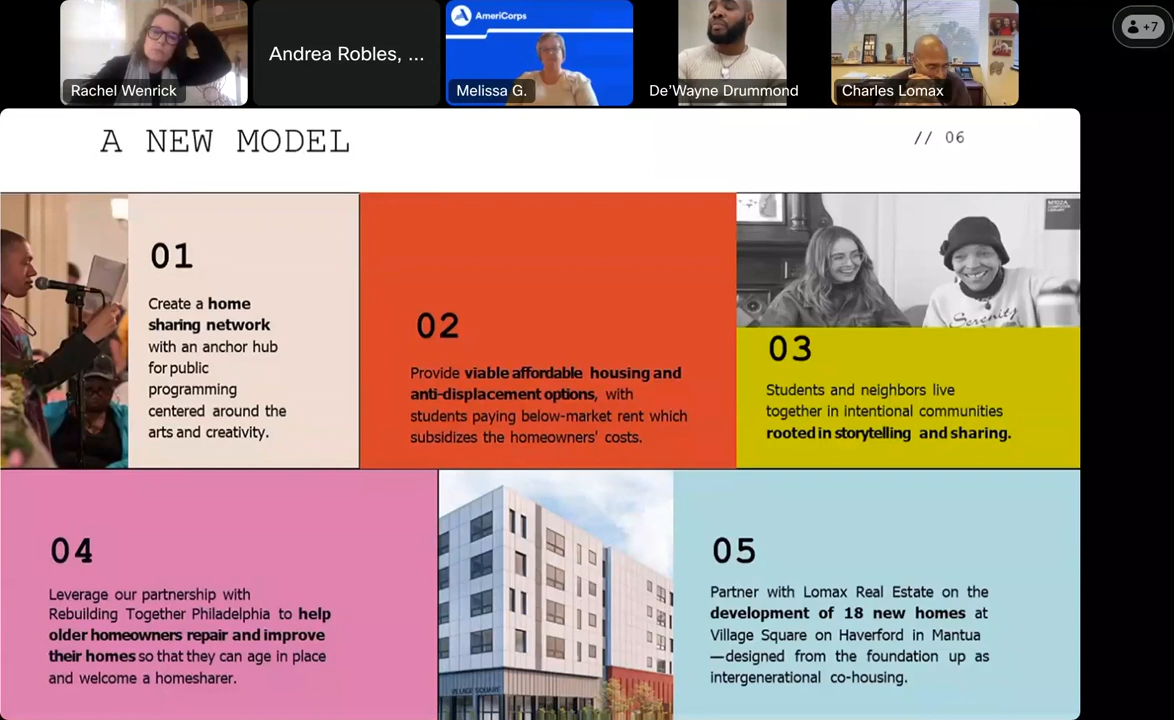 AmeriCorps
Andrea Robles, ...
+7
Rachel Wenrick
Melissa G.
De'Wayne Drummond
Charles Lomax
A NEW MODEL
// 06
01
Create a home
sharing network
with an anchor hub
for public
programming
centered around the
arts and creativity.
02
Provide viable affordable housing and
anti-displacement options, with
students paying below-market rent which
subsidizes the homeowners' costs.
Serenity
03
Students and neighbors live
together in intentional communities
rooted in storytelling and sharing.
04
Leverage our partnership with
Rebuilding Together Philadelphia to help
older homeowners repair and improve
their homes so that they can age in place
and welcome a homesharer.
VILLAGE SQUARE
05
Partner with Lomax Real Estate on the
development of 18 new homes at
Village Square on Haverford in Mantua
—designed from the foundation up as
intergenerational co-housing.